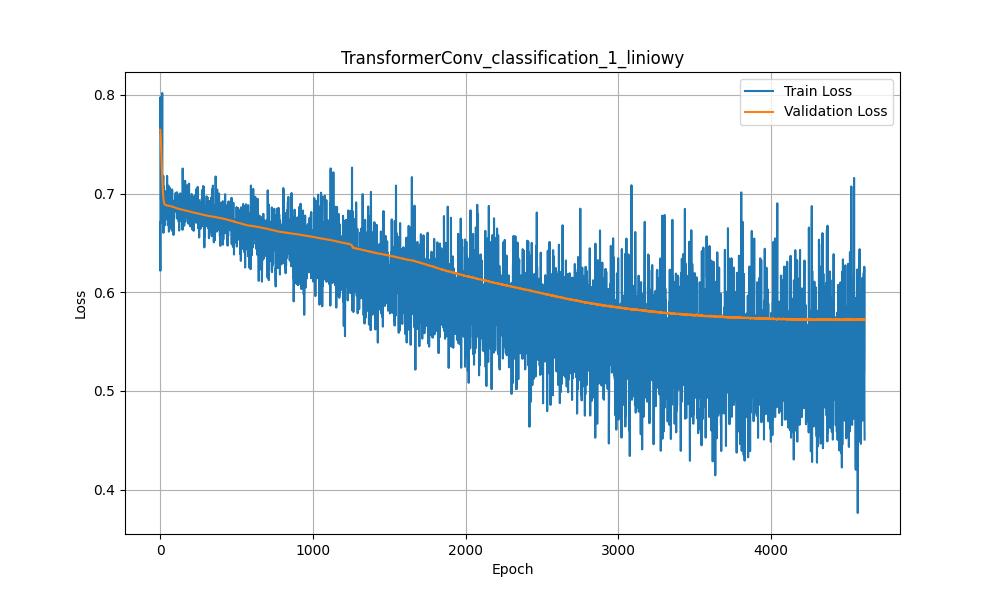 TransformerConv_classification_1_liniowy
Train Loss
Validation Loss
0.8
0.7
0.6
0.5
0.4
Loss
0 1000 2000 3000 4000
Epoch